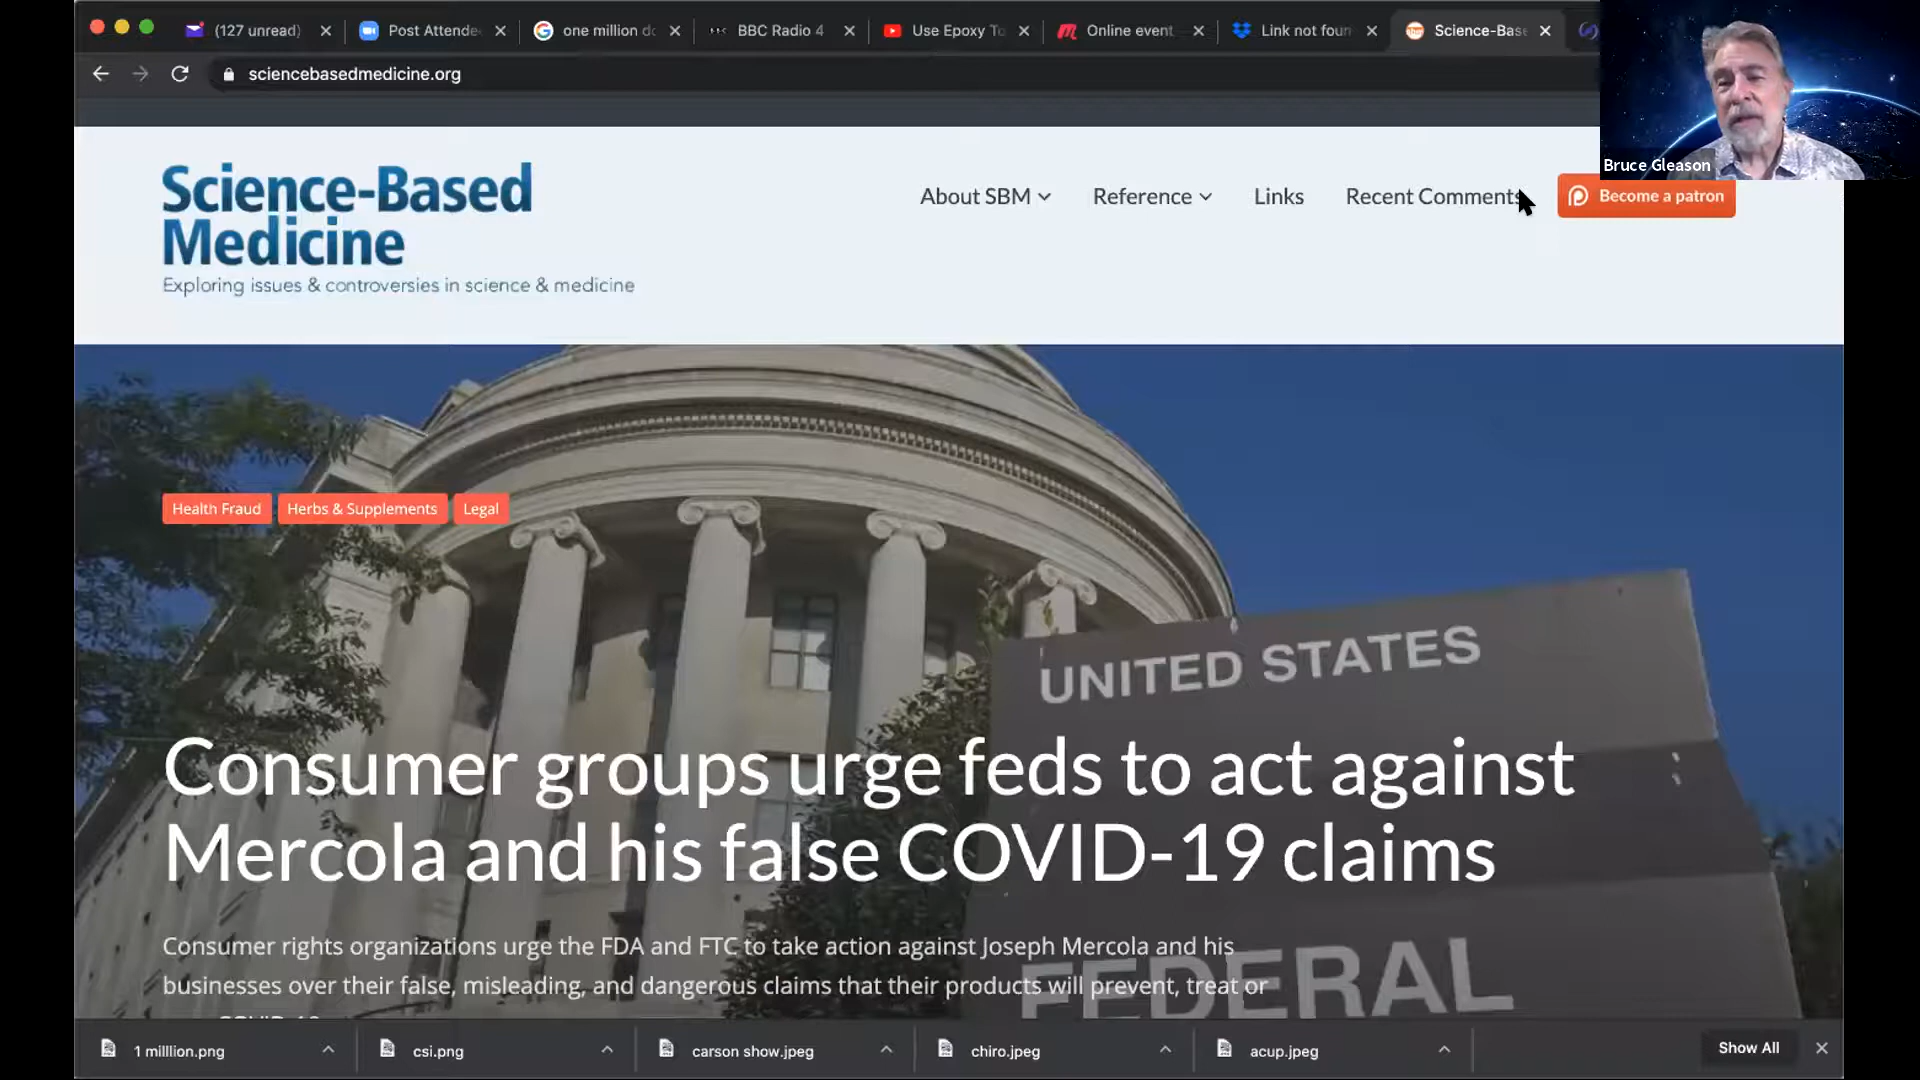 (127 unread)
Post Attende
one million do
BBC Radio 4
Use Epoxy To
Online event
Link not foun
Science-Base
sciencebasedmedicine.org
Bruce Gleason
Science-Based
Medicine
Exploring issues & controversies in science & medicine
About SBM
Reference
Links
Recent Comments
Become a patron
Health Fraud
Herbs & Supplements
Legal
UNITED STATES
Consumer groups urge feds to act against
Mercola and his false COVID-19 claims
FEDERAL
Consumer rights organizations urge the FDA and FTC to take action against Joseph Mercola and his
businesses over their false, misleading, and dangerous claims that their products will prevent, treat or
1 milllion.png
csi.png
carson show.jpeg
chiro.jpeg
acup.jpeg
Show All